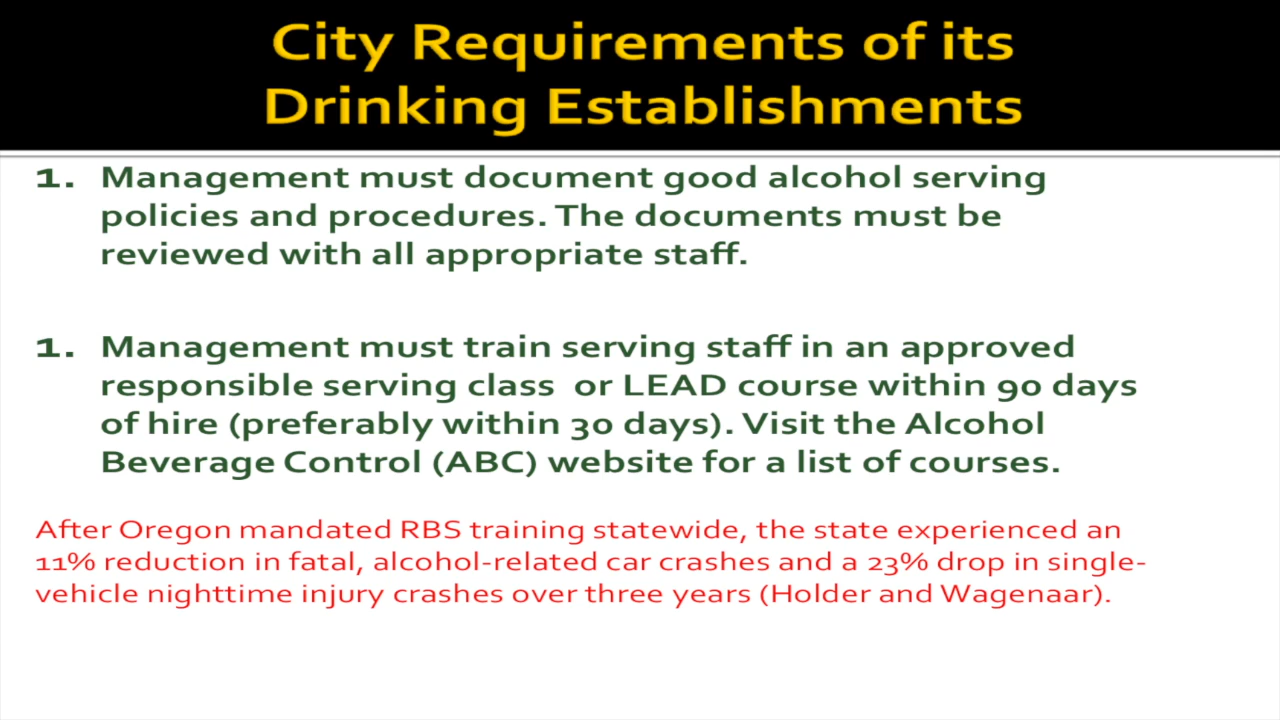 City Requirements of its
Drinking Establishments
1. Management must document good alcohol serving
policies and procedures. The documents must be
reviewed with all appropriate staff.
1. Management must train serving staff in an approved
responsible serving class or LEAD course within 90 days
of hire (preferably within 30 days). Visit the Alcohol
Beverage Control (ABC) website for a list of courses.
After Oregon mandated RBS training statewide, the state experienced an
11% reduction in fatal, alcohol-related car crashes and a 23% drop in single-
vehicle nighttime injury crashes over three years (Holder and Wagenaar).